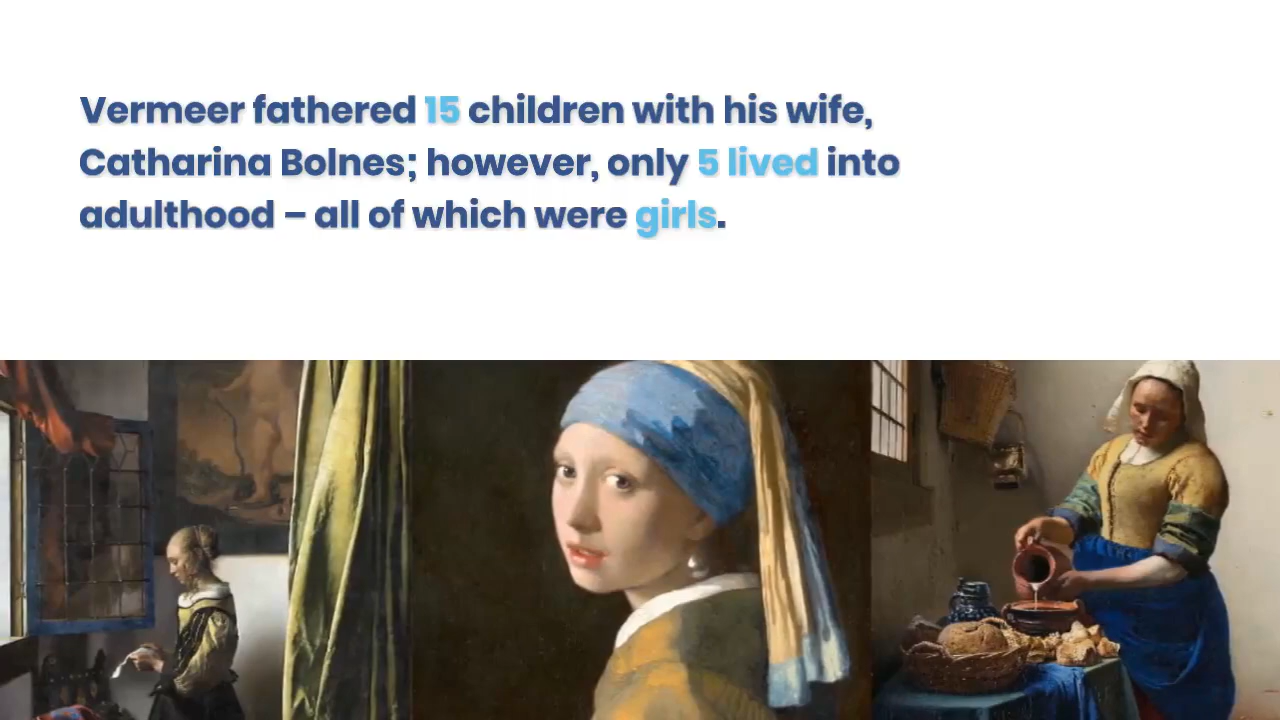 Vermeer fathered 15 children with his wife,
Catharina Bolnes; however, only 5 lived into
adulthood – all of which were girls.